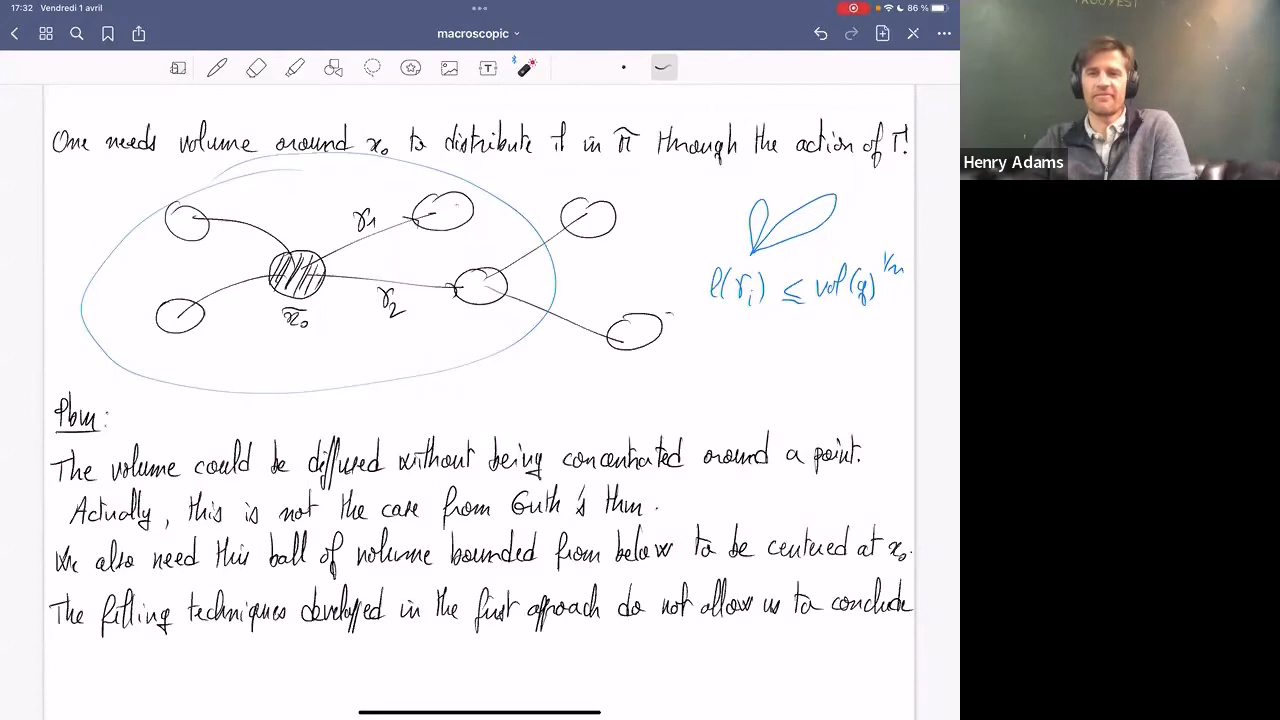 17:32 Vendredi 1 avril
86 %
macroscopic
One needs volume around x₀ to distribute it in M̃ through the action of Γ!
γ₁
γ₂
x̃₀
ℓ(γᵢ) ≤ vol(g)^{1/n}
Pbm:
The volume could be diffused without being concentrated around a point.
Actually, this is not the case from Guth's thm.
We also need this ball of volume bounded from below to be centered at x₀.
The filling techniques developped in the first approach do not allow us to conclude
Henry Adams